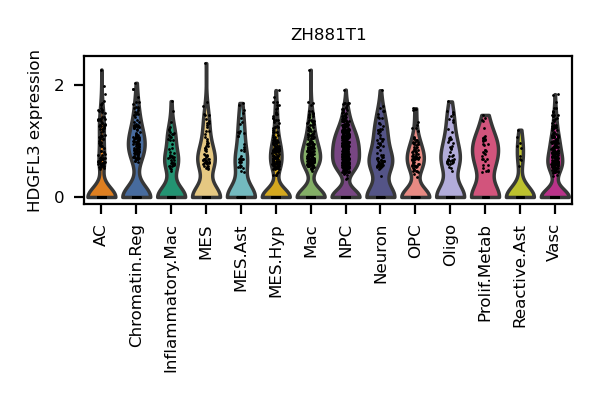 ZH881T1
HDGFL3 expression
2
0
AC
Chromatin.Reg
Inflammatory.Mac
MES
MES.Ast
MES.Hyp
Mac
NPC
Neuron
OPC
Oligo
Prolif.Metab
Reactive.Ast
Vasc